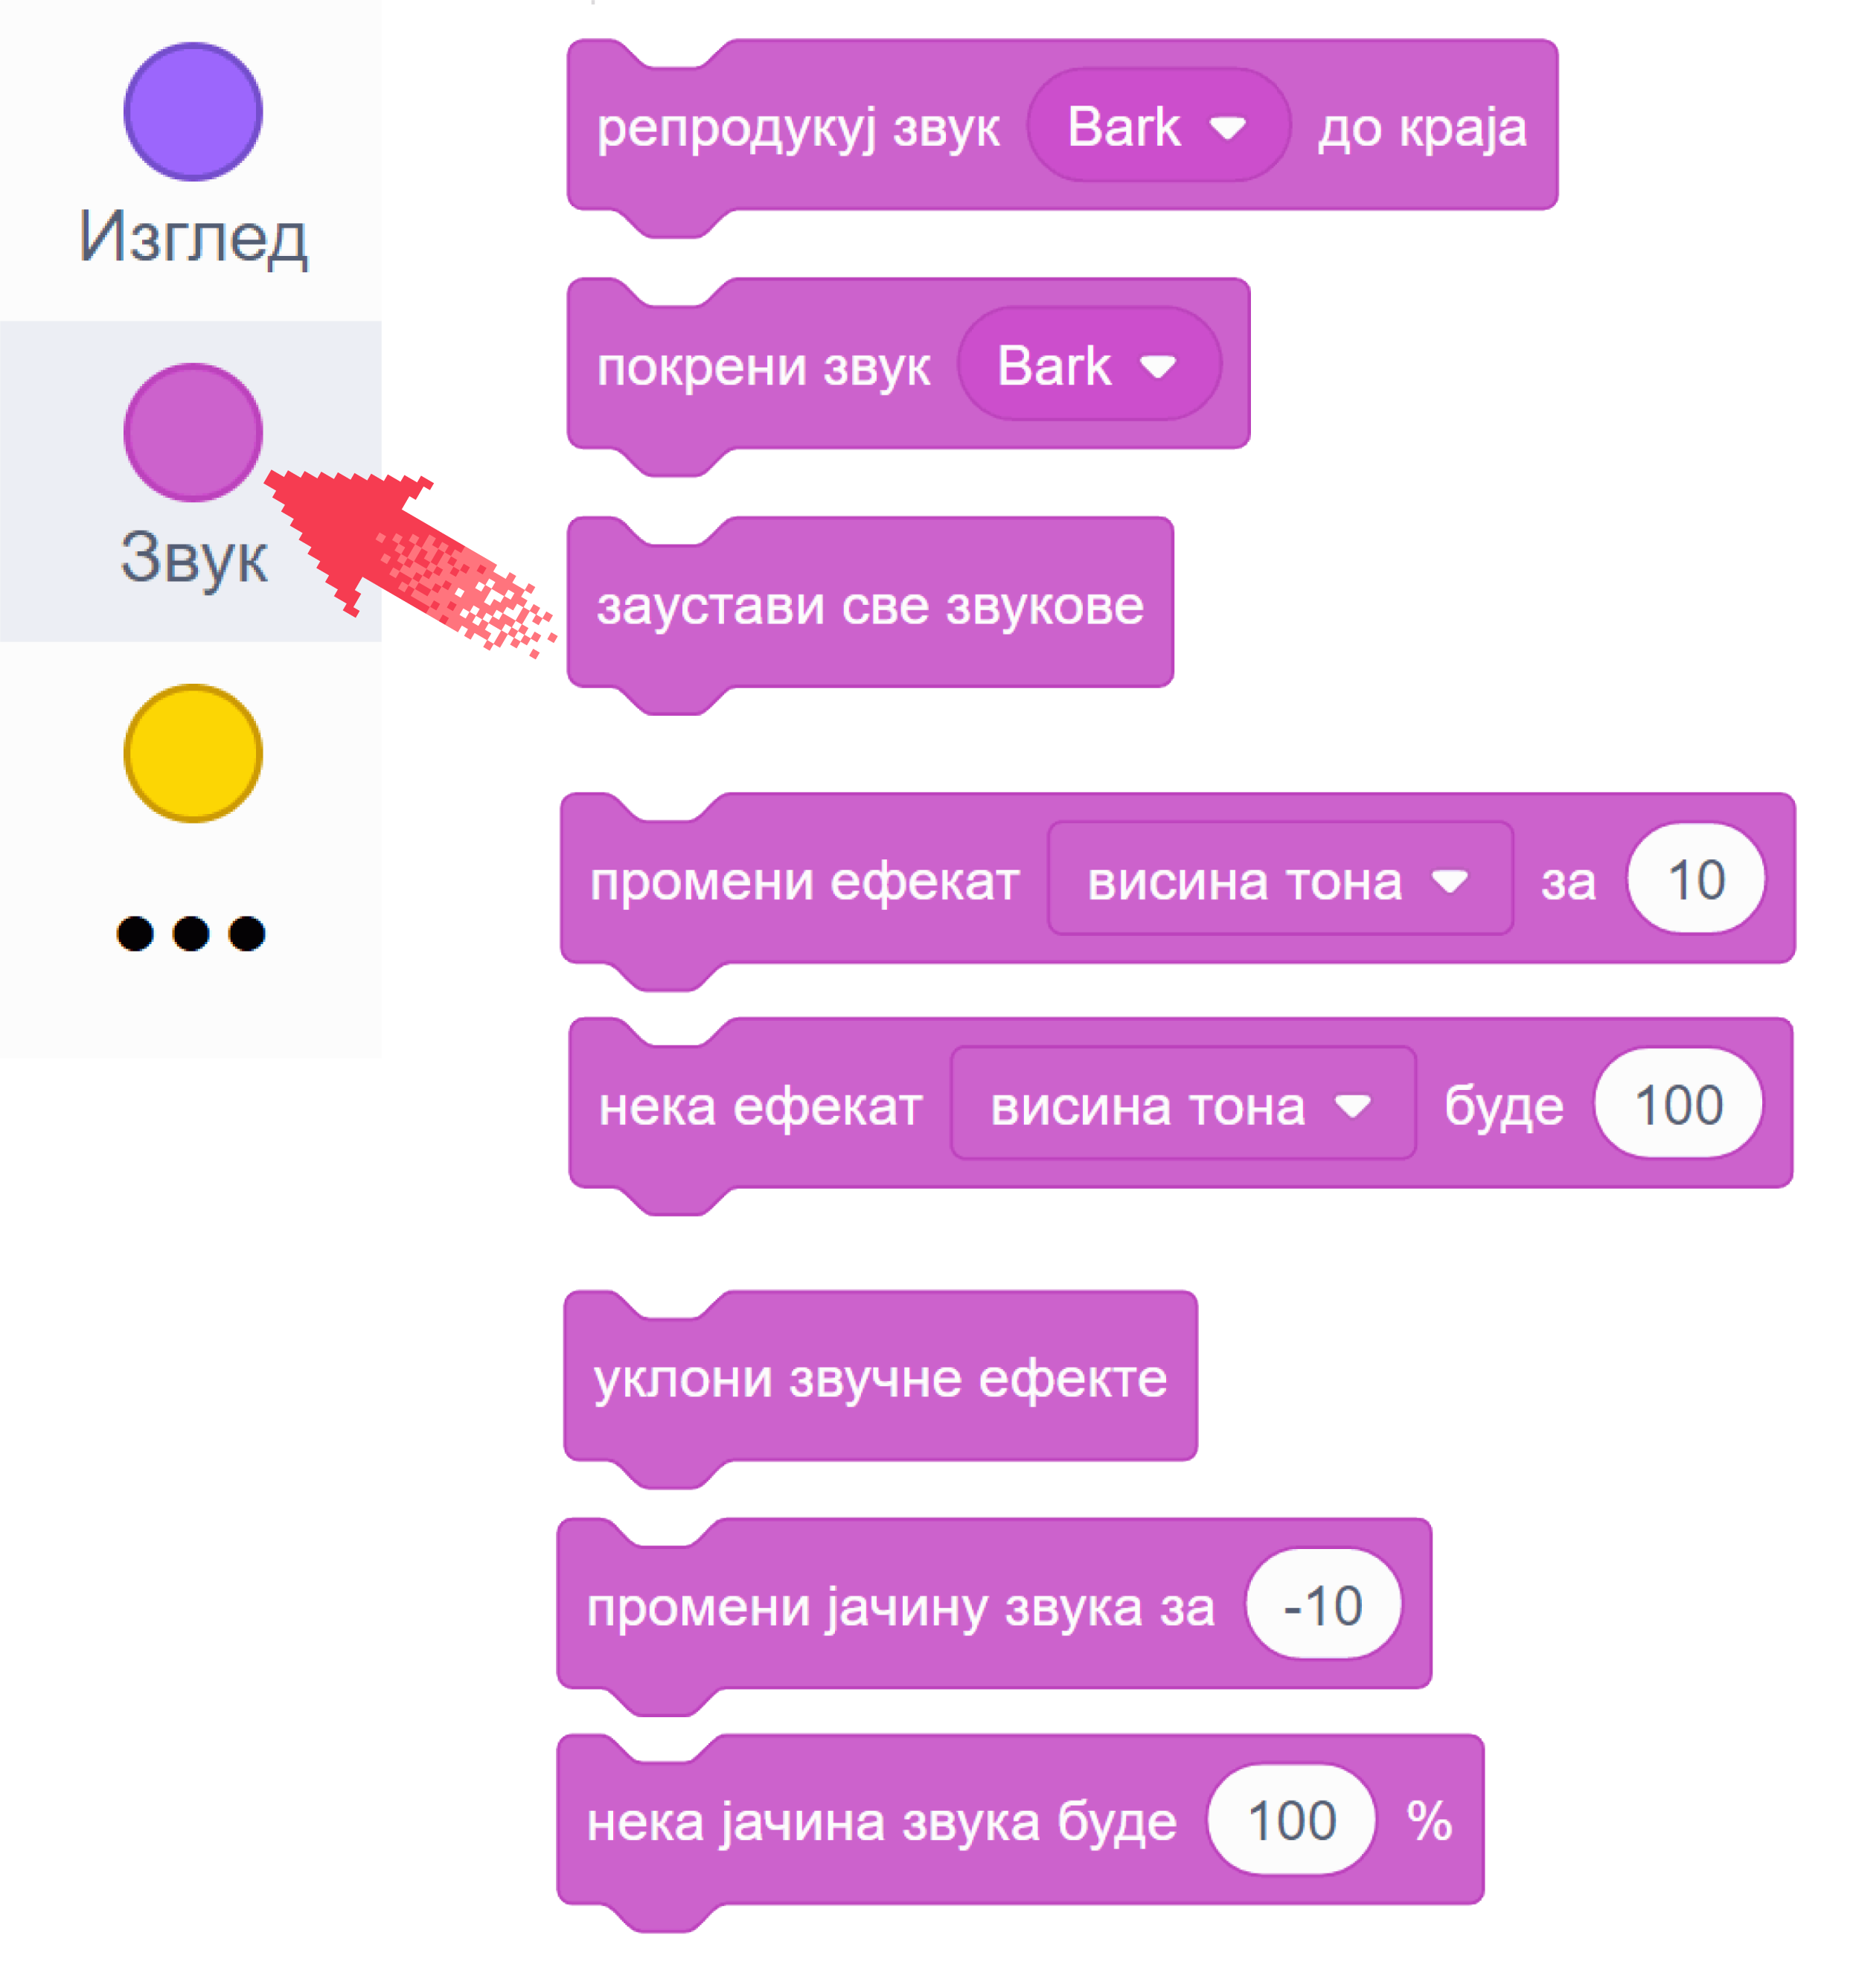 Изглед
Звук
репродукуј звук Bark до краја
покрени звук Bark
заустави све звукове
промени ефекат висина тона за 10
нека ефекат висина тона буде 100
уклони звучне ефекте
промени јачину звука за -10
нека јачина звука буде 100 %